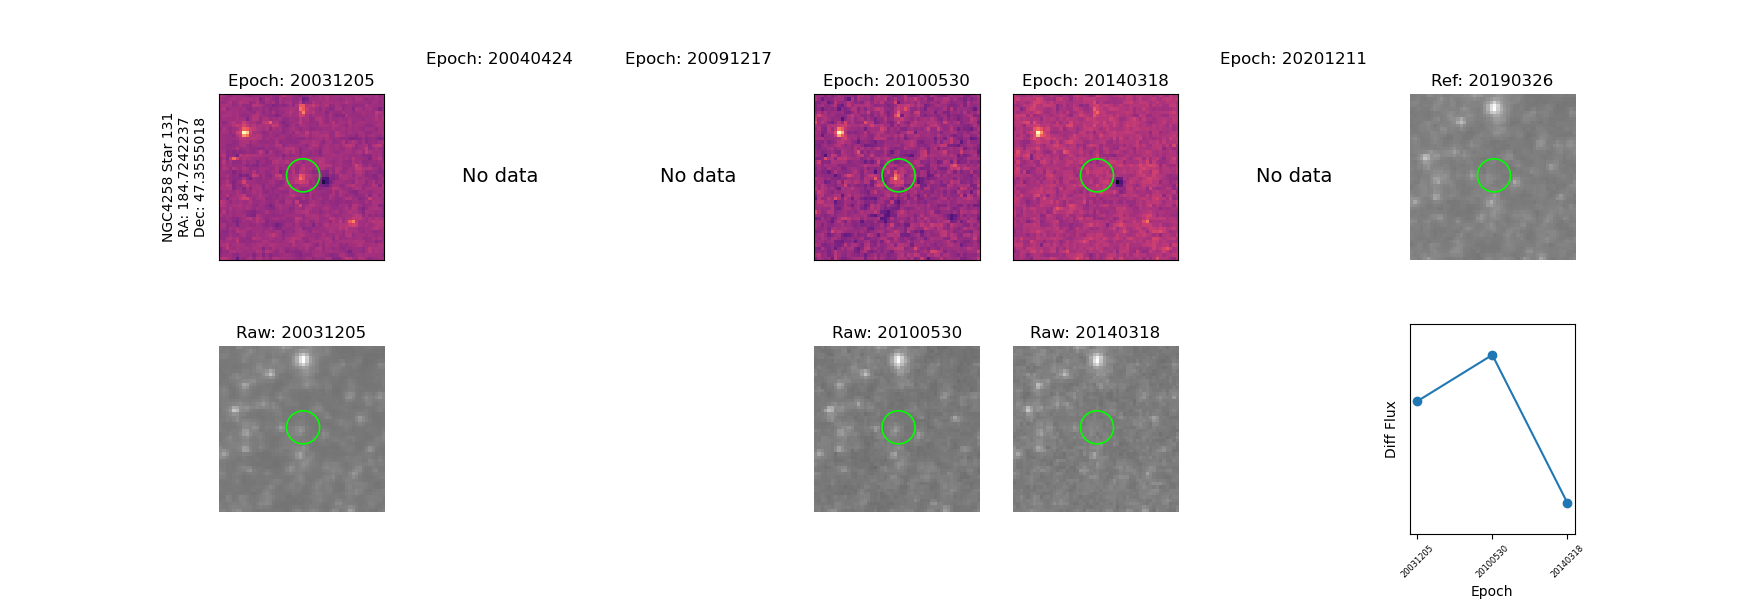 Epoch: 20040424
Epoch: 20091217
Epoch: 20201211
Epoch: 20031205
Epoch: 20100530
Epoch: 20140318
Ref: 20190326
NGC4258 Star 131
RA: 184.7242237
Dec: 47.3555018
No data
No data
No data
Raw: 20031205
Raw: 20100530
Raw: 20140318
Diff Flux
20031205
20100530
20140318
Epoch